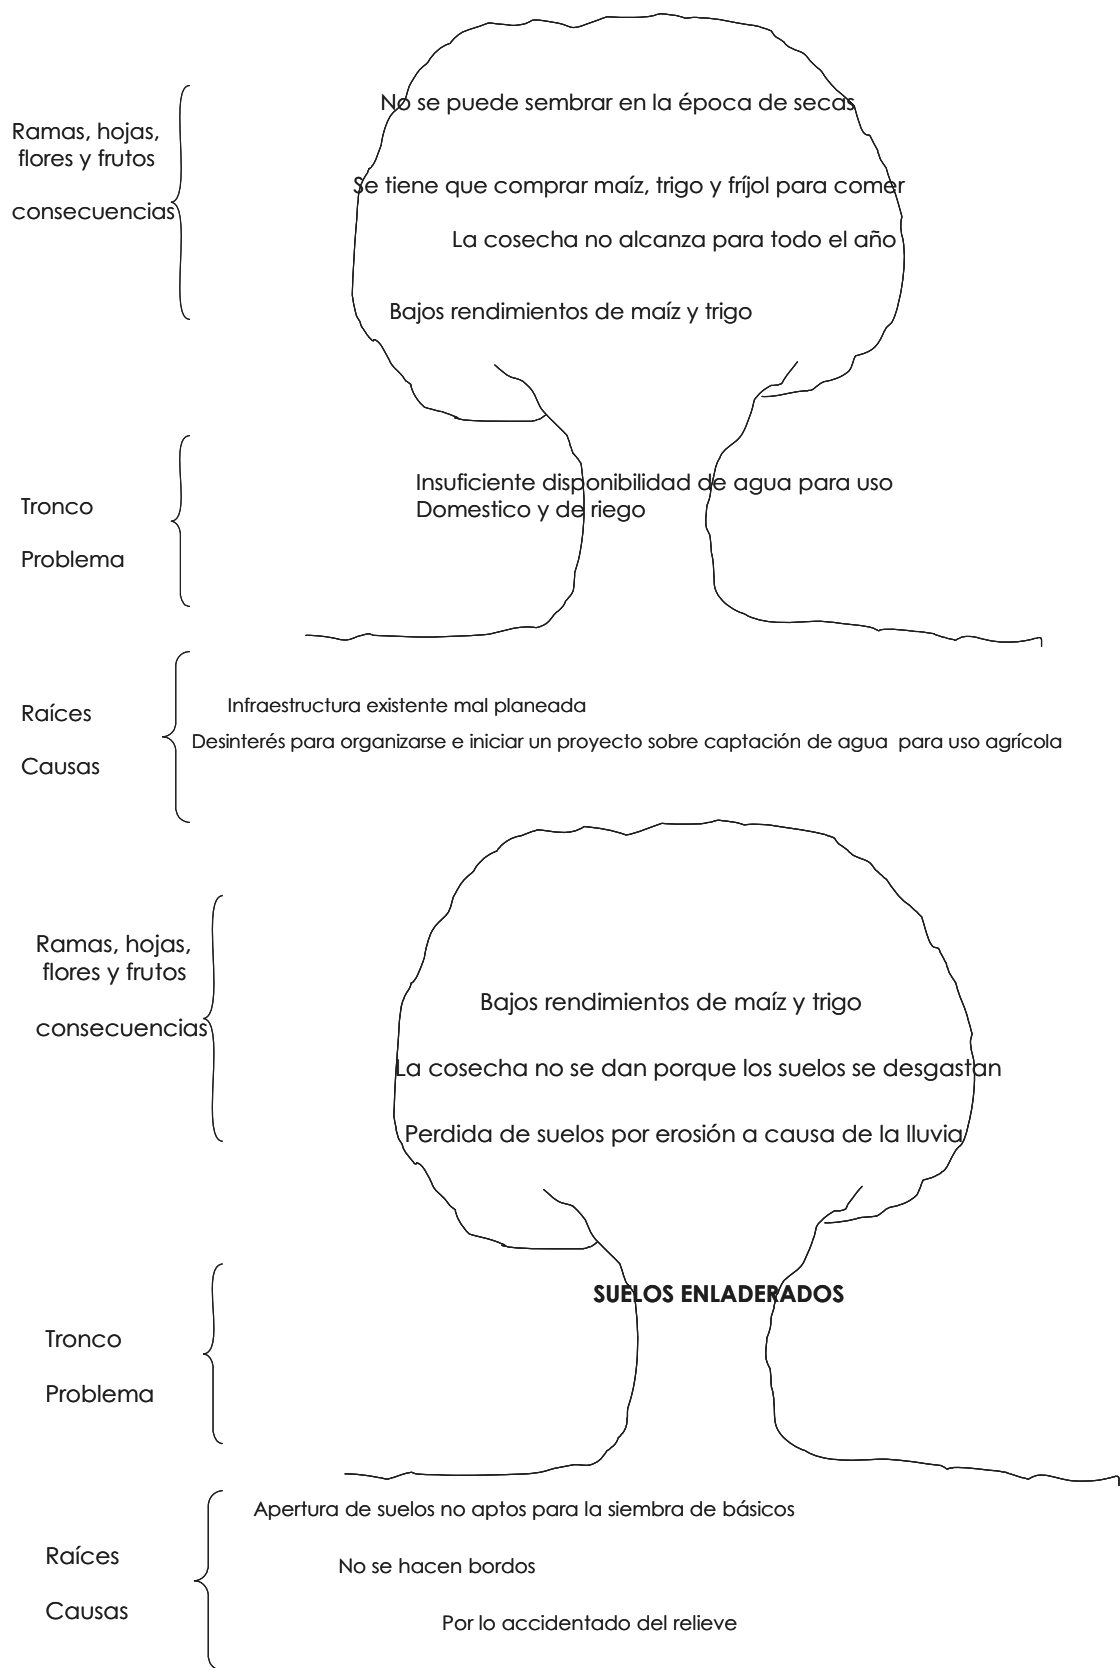 No se puede sembrar en la época de secas
Ramas, hojas,
flores y frutos
Se tiene que comprar maíz, trigo y fríjol para comer
consecuencias
La cosecha no alcanza para todo el año
Bajos rendimientos de maíz y trigo
Insuficiente disponibilidad de agua para uso
Domestico y de riego
Tronco
Problema
Infraestructura existente mal planeada
Raíces
Desinterés para organizarse e iniciar un proyecto sobre captación de agua para uso agrícola
Causas
Ramas, hojas,
flores y frutos
Bajos rendimientos de maíz y trigo
consecuencias
La cosecha no se dan porque los suelos se desgastan
Perdida de suelos por erosión a causa de la lluvia
SUELOS ENLADERADOS
Tronco
Problema
Apertura de suelos no aptos para la siembra de básicos
Raíces
No se hacen bordos
Causas
Por lo accidentado del relieve